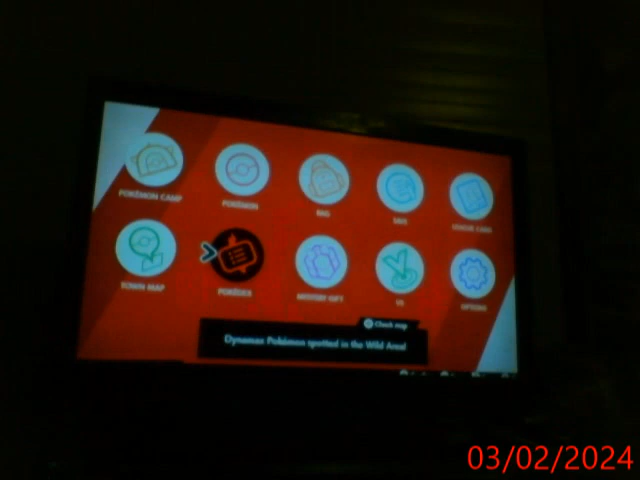 POKÉMON CAMP
POKÉMON
BAG
SAVE
LEAGUE CARD
TOWN MAP
POKÉDEX
MYSTERY GIFT
VS
OPTIONS
Check map
Dynamax Pokémon spotted in the Wild Area!
03/02/2024